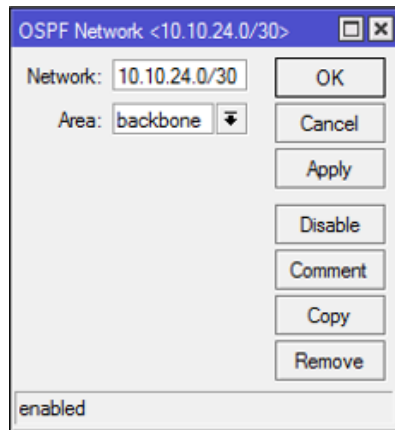 OSPF Network <10.10.24.0/30>
Network: 10.10.24.0/30
OK
Area: backbone
Cancel
Apply
Disable
Comment
Copy
Remove
enabled